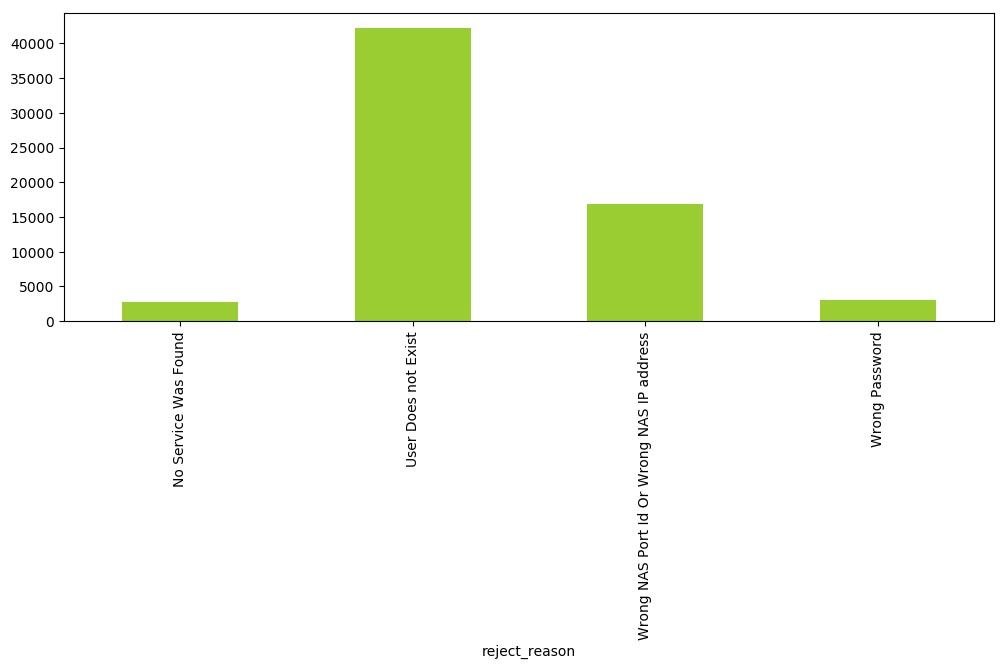 40000
35000
30000
25000
20000
15000
10000
5000
0
No Service Was Found
User Does not Exist
Wrong NAS Port Id Or Wrong NAS IP address
Wrong Password
reject_reason